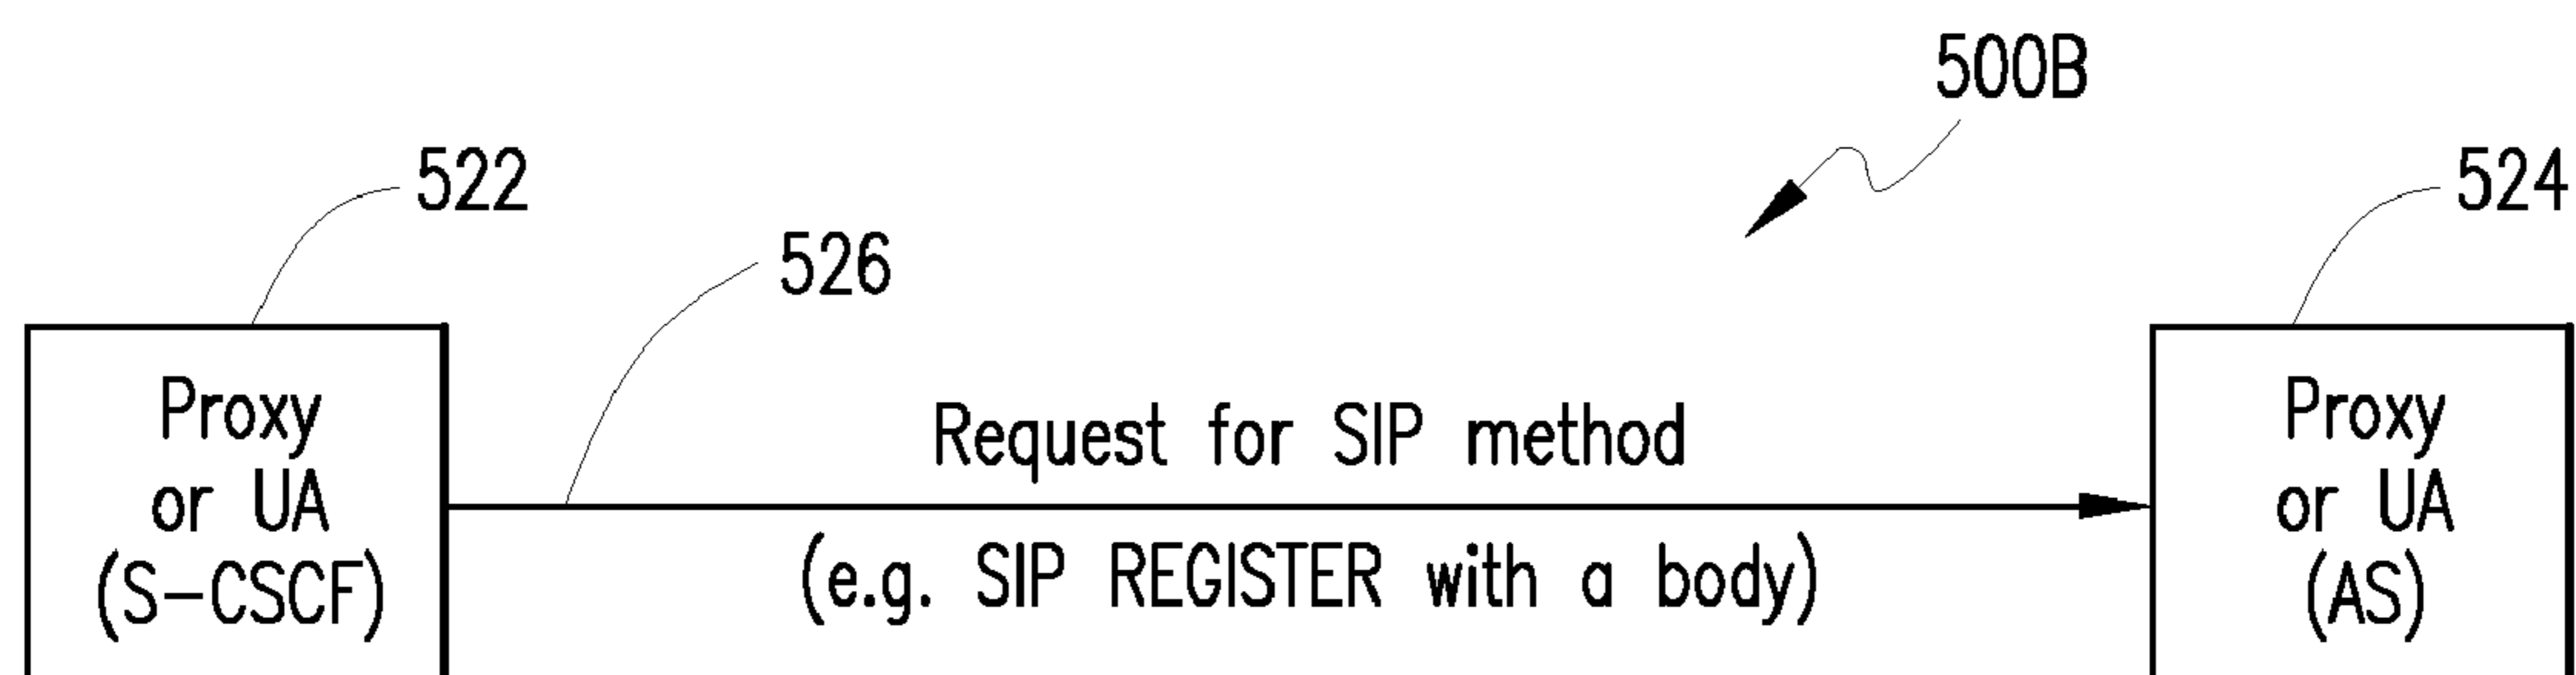 500B
522
524
526
Proxy
or UA
(S-CSCF)
Request for SIP method
(e.g. SIP REGISTER with a body)
Proxy
or UA
(AS)